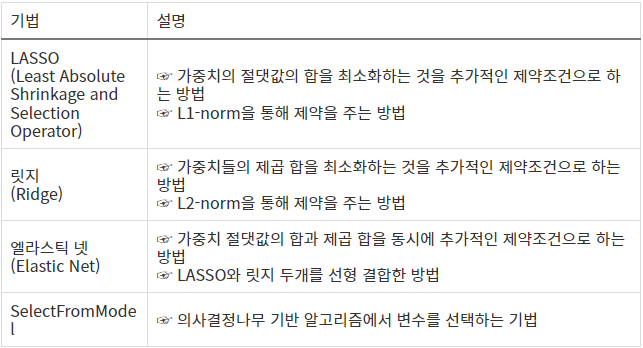 기법 설명
LASSO
(Least Absolute
Shrinkage and
Selection
Operator)
☞ 가중치의 절댓값의 합을 최소화하는 것을 추가적인 제약조건으로 하
는 방법
☞ L1-norm을 통해 제약을 주는 방법
릿지
(Ridge)
☞ 가중치들의 제곱 합을 최소화하는 것을 추가적인 제약조건으로 하는
방법
☞ L2-norm을 통해 제약을 주는 방법
엘라스틱 넷
(Elastic Net)
☞ 가중치 절댓값의 합과 제곱 합을 동시에 추가적인 제약조건으로 하는
방법
☞ LASSO와 릿지 두개를 선형 결합한 방법
SelectFromMode
l
☞ 의사결정나무 기반 알고리즘에서 변수를 선택하는 기법